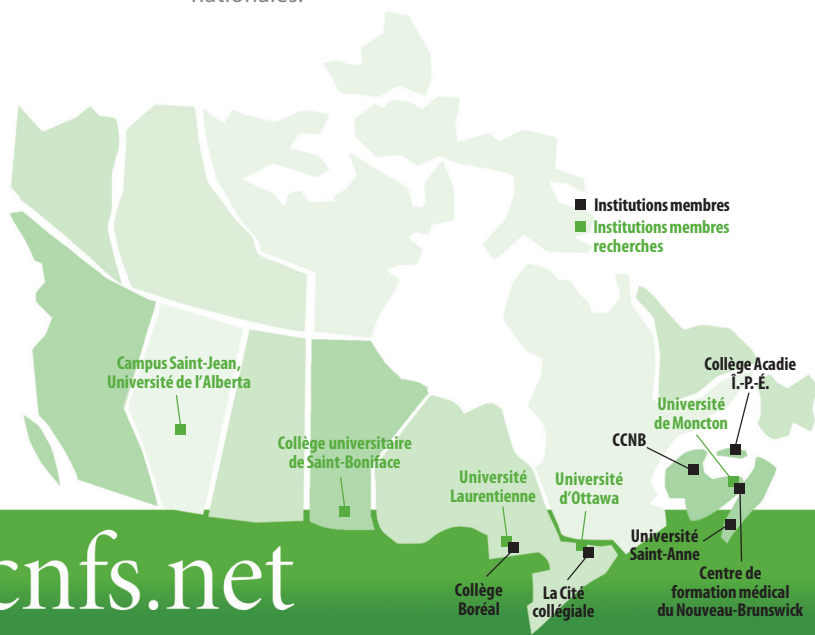 nationales.
Institutions membres
Institutions membres
recherches
Campus Saint-Jean,
Université de l'Alberta
Collège universitaire
de Saint-Boniface
Université
Laurentienne
Université
d'Ottawa
Collège Acadie
Î.-P.-É.
Université
de Moncton
CCNB
Université
Saint-Anne
Centre de
formation médical
du Nouveau-Brunswick
Collège
Boréal
La Cité
collégiale
cnfs.net